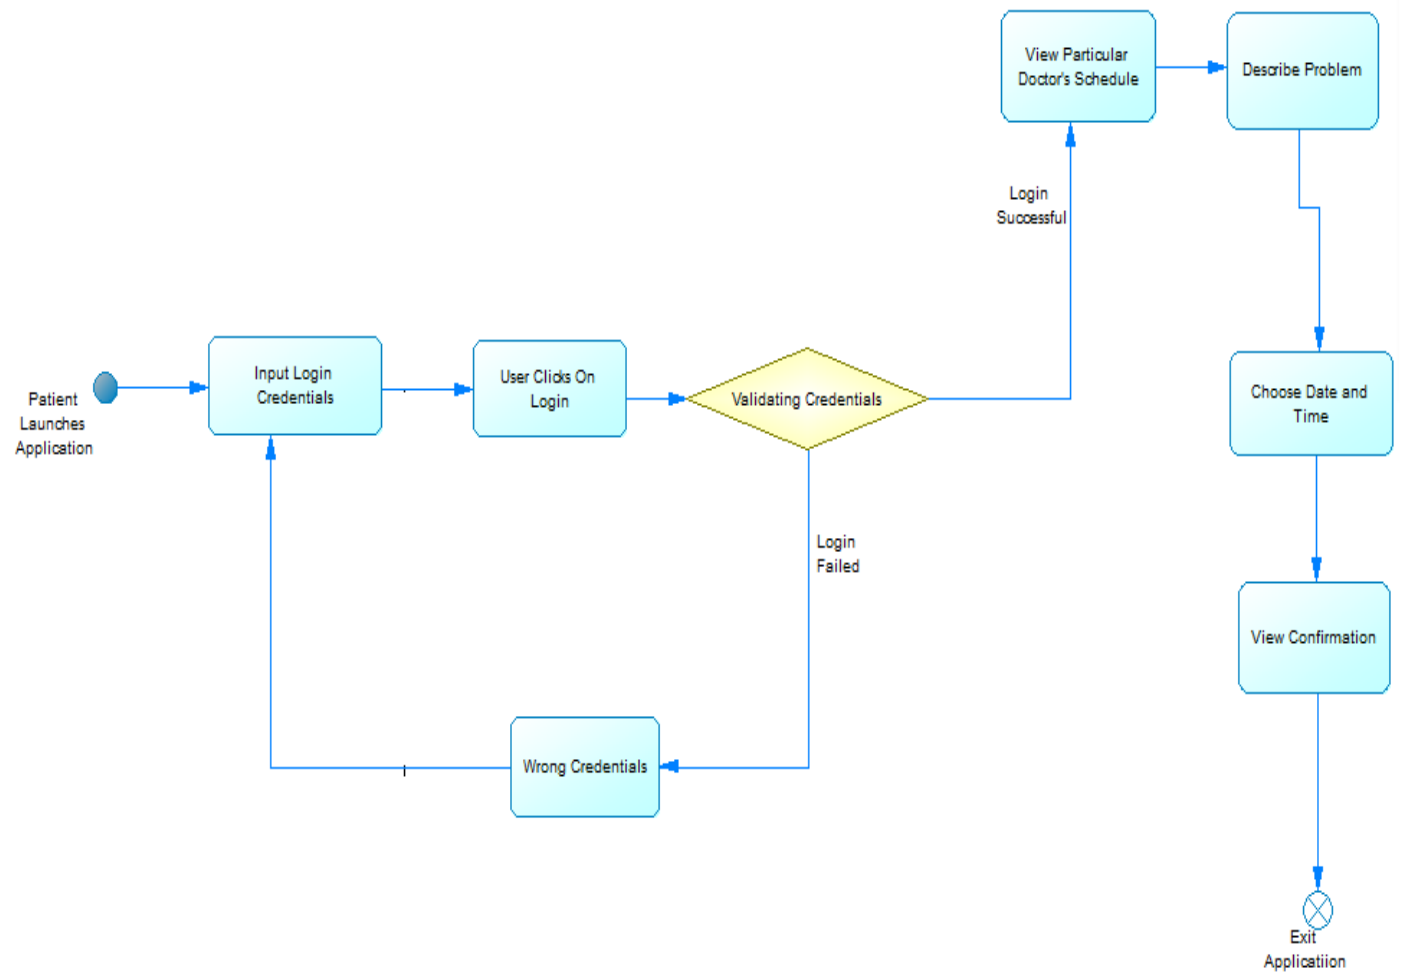 View Particular
Doctor's Schedule
Describe Problem
Login
Successful
Patient
Launches
Application
Input Login
Credentials
User Clicks On
Login
Validating Credentials
Choose Date and
Time
Login
Failed
View Confirmation
Wrong Credentials
Exit
Applicatiion